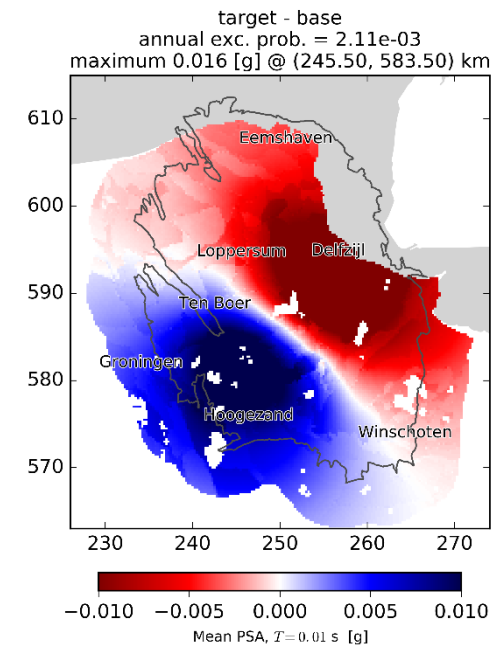 target - base
annual exc. prob. = 2.11e-03
maximum 0.016 [g] @ (245.50, 583.50) km
610
Eemshaven
600
Loppersum
Delfzijl
590
Ten Boer
Groningen
580
Hoogezand
Winschoten
570
230
240
250
260
270
−0.010
−0.005
0.000
0.005
0.010
Mean PSA, T = 0.01 s [g]